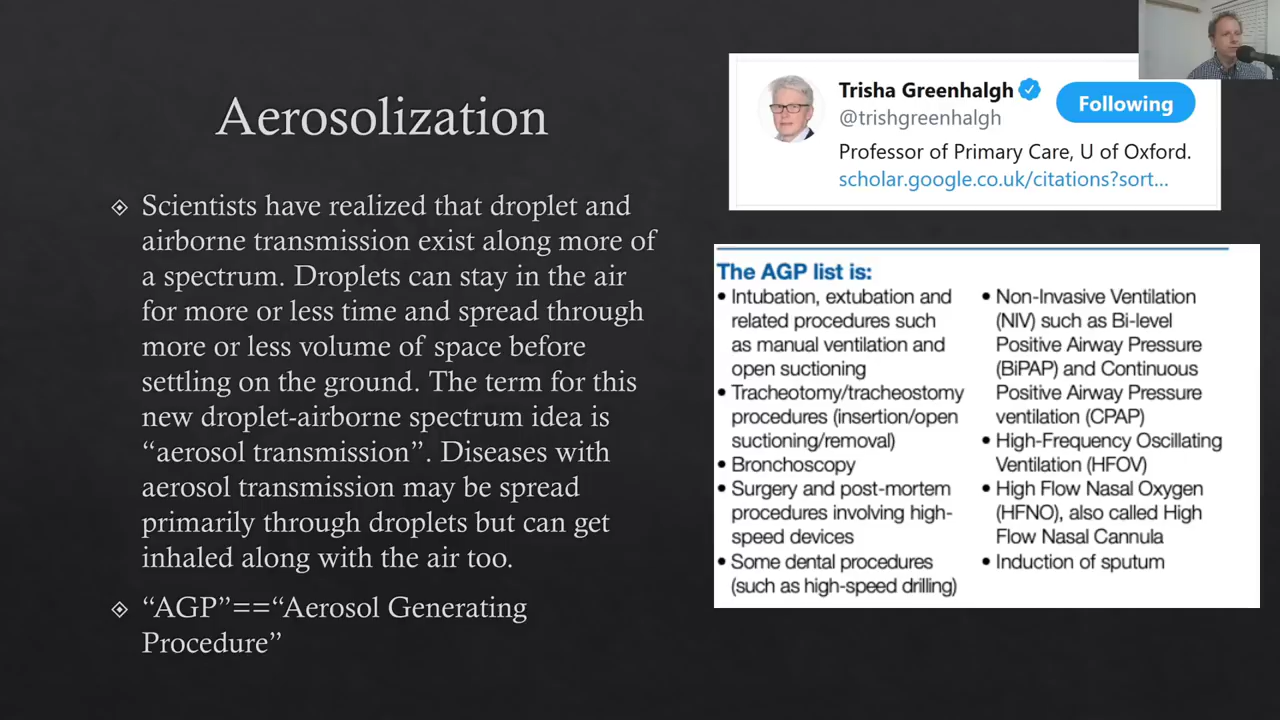 Aerosolization
Scientists have realized that droplet and
airborne transmission exist along more of
a spectrum. Droplets can stay in the air
for more or less time and spread through
more or less volume of space before
settling on the ground. The term for this
new droplet-airborne spectrum idea is
“aerosol transmission”. Diseases with
aerosol transmission may be spread
primarily through droplets but can get
inhaled along with the air too.
“AGP”==“Aerosol Generating
Procedure”
Trisha Greenhalgh
Following
@trishgreenhalgh
Professor of Primary Care, U of Oxford.
scholar.google.co.uk/citations?sort...
The AGP list is:
• Intubation, extubation and
related procedures such
as manual ventilation and
open suctioning
• Tracheotomy/tracheostomy
procedures (insertion/open
suctioning/removal)
• Bronchoscopy
• Surgery and post-mortem
procedures involving high-
speed devices
• Some dental procedures
(such as high-speed drilling)
• Non-Invasive Ventilation
(NIV) such as Bi-level
Positive Airway Pressure
(BiPAP) and Continuous
Positive Airway Pressure
ventilation (CPAP)
• High-Frequency Oscillating
Ventilation (HFOV)
• High Flow Nasal Oxygen
(HFNO), also called High
Flow Nasal Cannula
• Induction of sputum